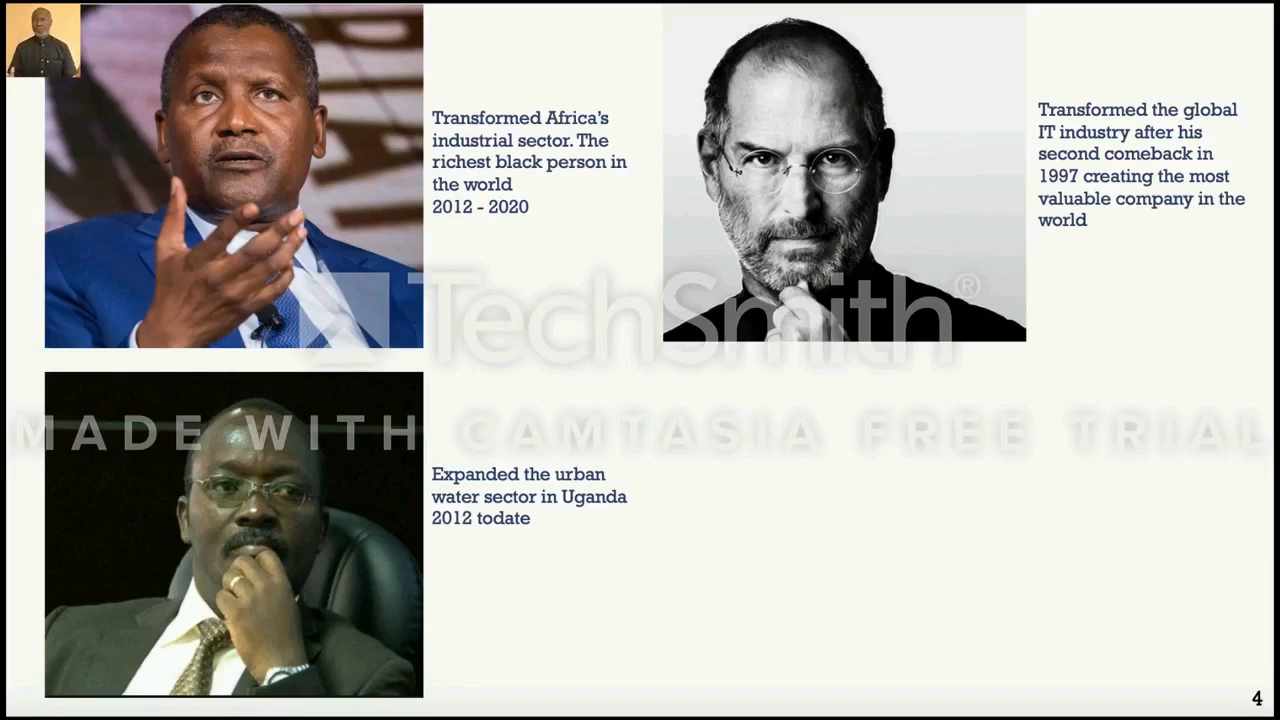 Transformed Africa's
industrial sector. The
richest black person in
the world
2012 - 2020
Transformed the global
IT industry after his
second comeback in
1997 creating the most
valuable company in the
world
TechSmith®
MADE WITH CAMTASIA FREE TRIAL
Expanded the urban
water sector in Uganda
2012 todate
4